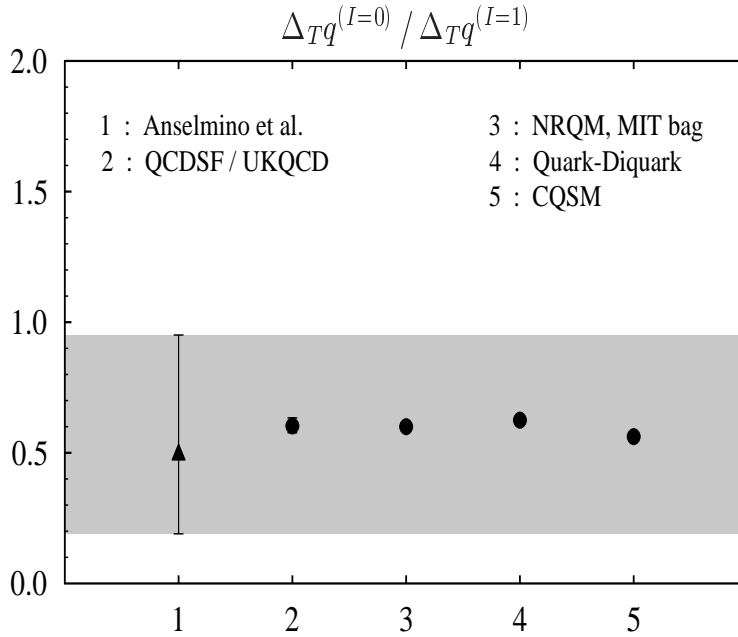 Δ_T q^(I=0) / Δ_T q^(I=1)
2.0
1 : Anselmino et al.
2 : QCDSF / UKQCD
3 : NRQM, MIT bag
4 : Quark-Diquark
5 : CQSM
1.5
1.0
0.5
0.0
1 2 3 4 5